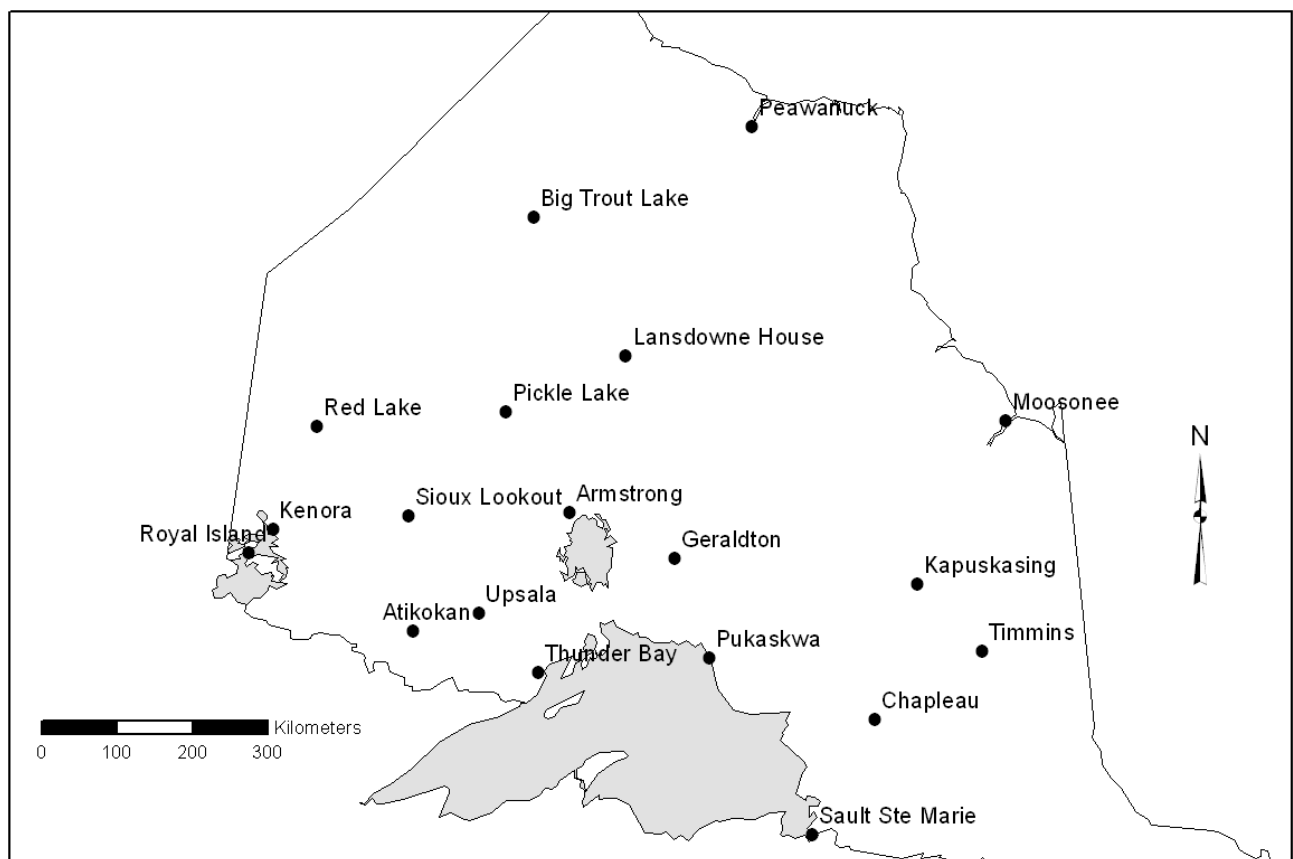 Peawanuck
Big Trout Lake
Lansdowne House
Pickle Lake
Red Lake
Moosonee
N
Sioux Lookout
Armstrong
Kenora
Royal Island
Geraldton
Kapuskasing
Upsala
Atikokan
Timmins
Pukaskwa
Thunder Bay
Chapleau
Kilometers
0 100 200 300
Sault Ste Marie